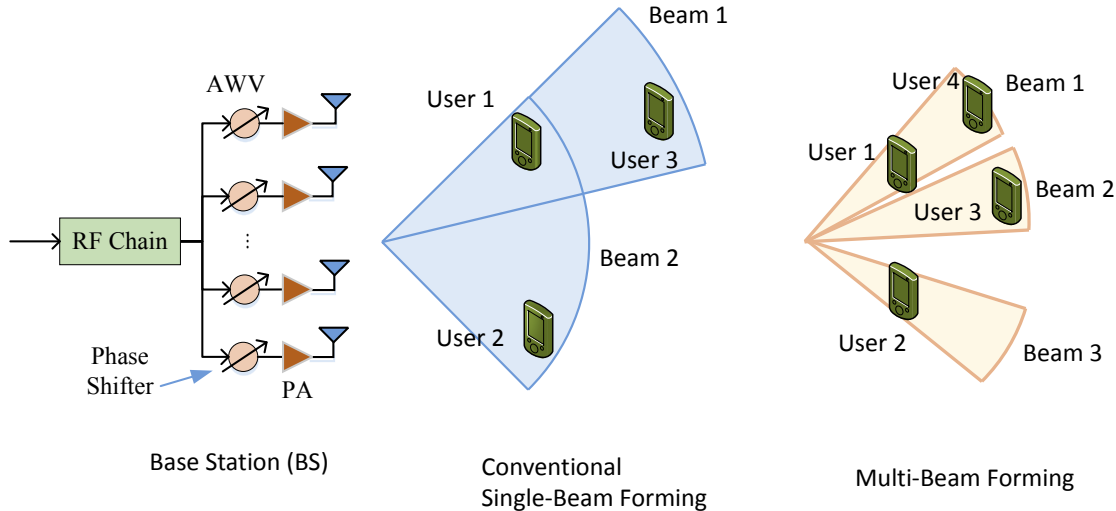 AWV
RF Chain
...
Phase
Shifter
PA
Base Station (BS)
Beam 1
User 1
User 3
Beam 2
User 2
Conventional
Single-Beam Forming
User 4
Beam 1
User 1
Beam 2
User 3
User 2
Beam 3
Multi-Beam Forming